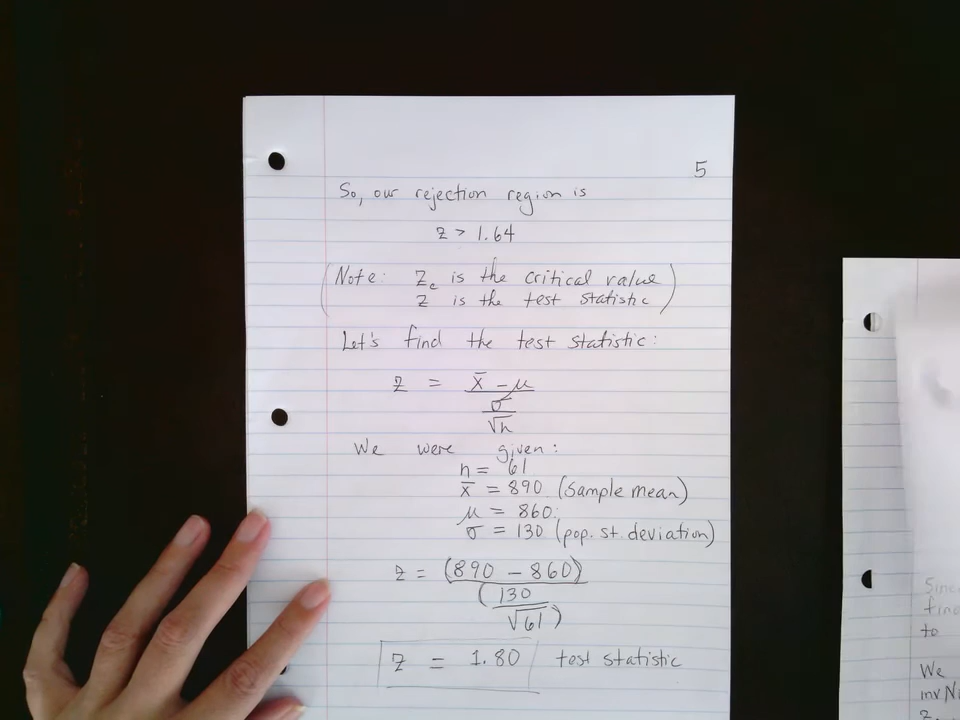 5
So, our rejection region is
z > 1.64
(Note: Zc is the critical value
Z is the test statistic)
Let's find the test statistic:
z = x̄ - μ
σ
√n
We were given:
n = 61
x̄ = 890 (sample mean)
μ = 860
σ = 130 (pop. st. deviation)
z = (890 - 860)
(130
√61)
z = 1.80 test statistic
to
We